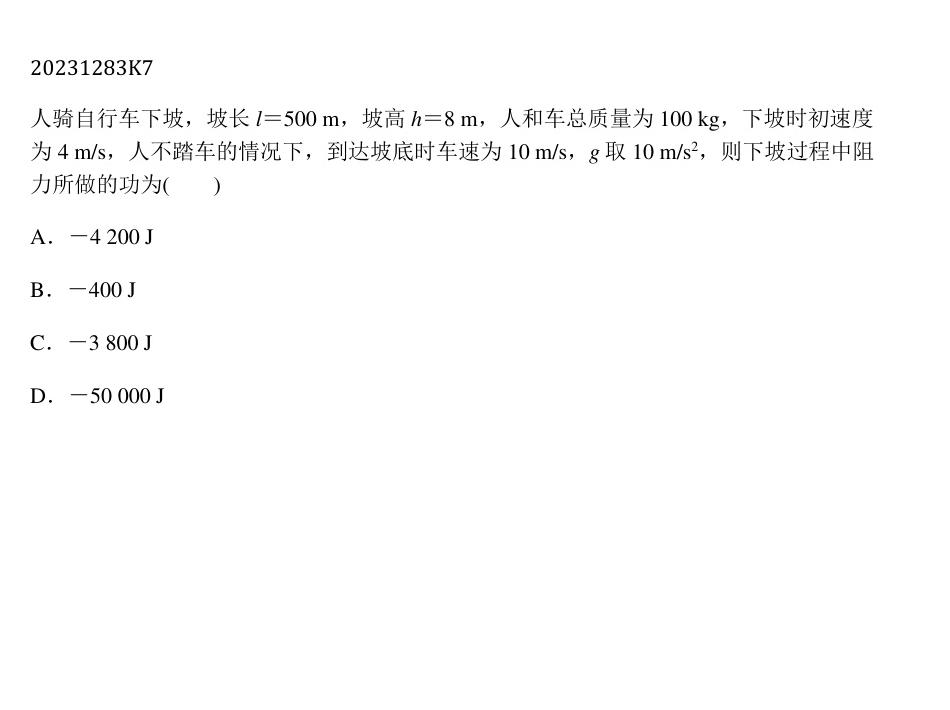 20231283K7
人骑自行车下坡，坡长 l＝500 m，坡高 h＝8 m，人和车总质量为 100 kg，下坡时初速度
为 4 m/s，人不踏车的情况下，到达坡底时车速为 10 m/s，g 取 10 m/s²，则下坡过程中阻
力所做的功为(　　)
A．－4 200 J
B．－400 J
C．－3 800 J
D．－50 000 J